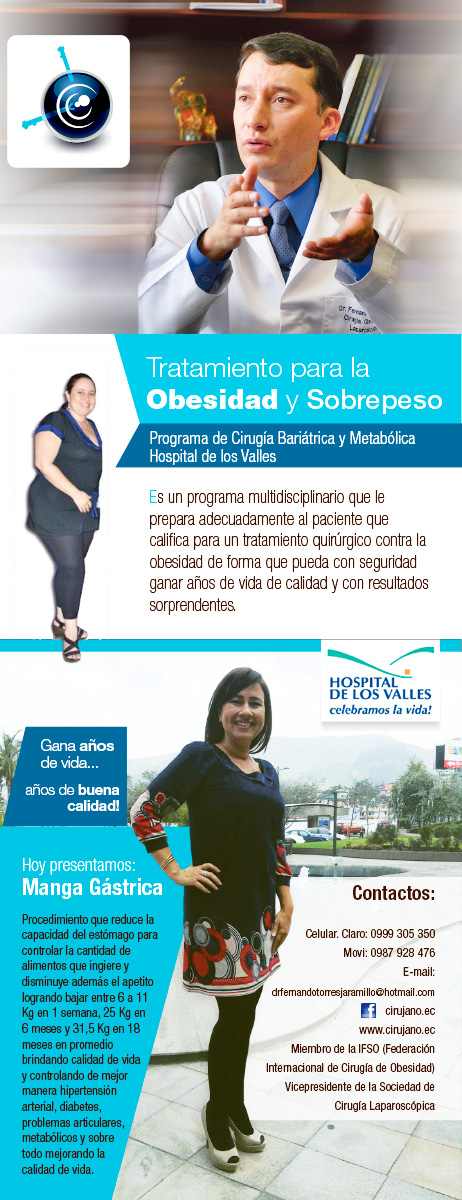 Dr. Fernan
Cirugía Ge
Laparosco
Tratamiento para la
Obesidad y Sobrepeso
Programa de Cirugía Bariátrica y Metabólica
Hospital de los Valles
Es un programa multidisciplinario que le
prepara adecuadamente al paciente que
califica para un tratamiento quirúrgico contra la
obesidad de forma que pueda con seguridad
ganar años de vida de calidad y con resultados
sorprendentes.
HOSPITAL
DE LOS VALLES
celebramos la vida!
Gana años
de vida...
años de buena
calidad!
Hoy presentamos:
Manga Gástrica
Procedimiento que reduce la
capacidad del estómago para
controlar la cantidad de
alimentos que ingiere y
disminuye además el apetito
logrando bajar entre 6 a 11
Kg en 1 semana, 25 Kg en
6 meses y 31,5 Kg en 18
meses en promedio
brindando calidad de vida
y controlando de mejor
manera hipertensión
arterial, diabetes,
problemas articulares,
metabólicos y sobre
todo mejorando la
calidad de vida.
Contactos:
Celular. Claro: 0999 305 350
Movi: 0987 928 476
E-mail:
drfernandotorresjaramillo@hotmail.com
f cirujano.ec
www.cirujano.ec
Miembro de la IFSO (Federación
Internacional de Cirugía de Obesidad)
Vicepresidente de la Sociedad de
Cirugía Laparoscópica